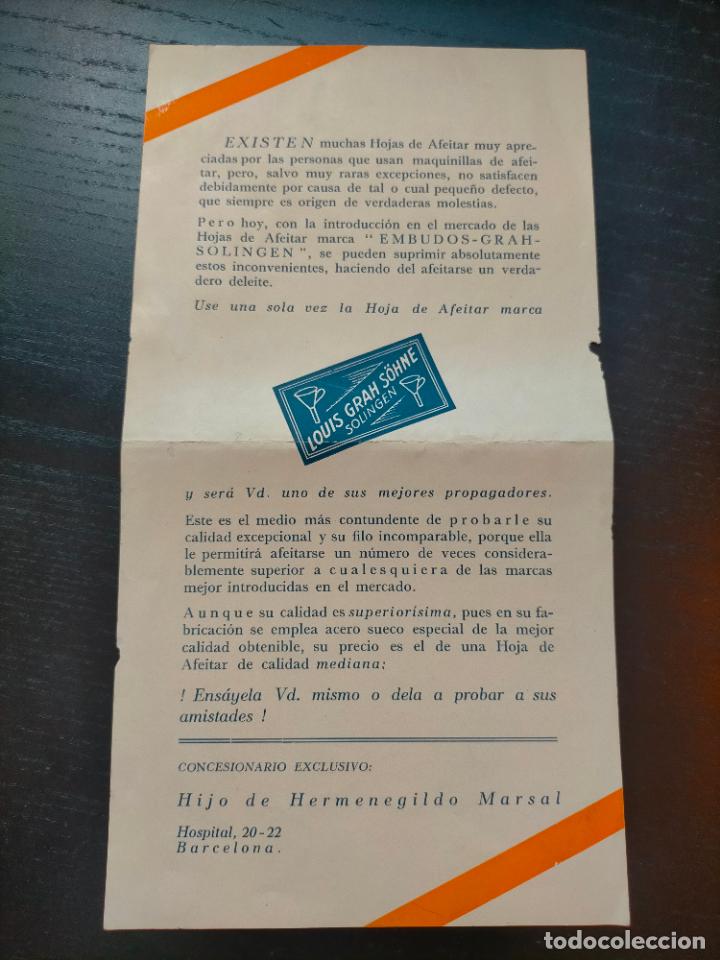 EXISTEN muchas Hojas de Afeitar muy apre-
ciadas por las personas que usan maquinillas de afei-
tar, pero, salvo muy raras excepciones, no satisfacen
debidamente por causa de tal o cual pequeño defecto,
que siempre es origen de verdaderas molestias.
Pero hoy, con la introducción en el mercado de las
Hojas de Afeitar marca "EMBUDOS-GRAH-
SOLINGEN", se pueden suprimir absolutamente
estos inconvenientes, haciendo del afeitarse un verda-
dero deleite.
Use una sola vez la Hoja de Afeitar marca
LOUIS GRAH SÖHNE
SOLINGEN
y será Vd. uno de sus mejores propagadores.
Este es el medio más contundente de probarle su
calidad excepcional y su filo incomparable, porque ella
le permitirá afeitarse un número de veces considera-
blemente superior a cualesquiera de las marcas
mejor introducidas en el mercado.
Aunque su calidad es superiorísima, pues en su fa-
bricación se emplea acero sueco especial de la mejor
calidad obtenible, su precio es el de una Hoja de
Afeitar de calidad mediana;
! Ensáyela Vd. mismo o dela a probar a sus
amistades !
CONCESIONARIO EXCLUSIVO:
Hijo de Hermenegildo Marsal
Hospital, 20-22
Barcelona.
todocoleccion